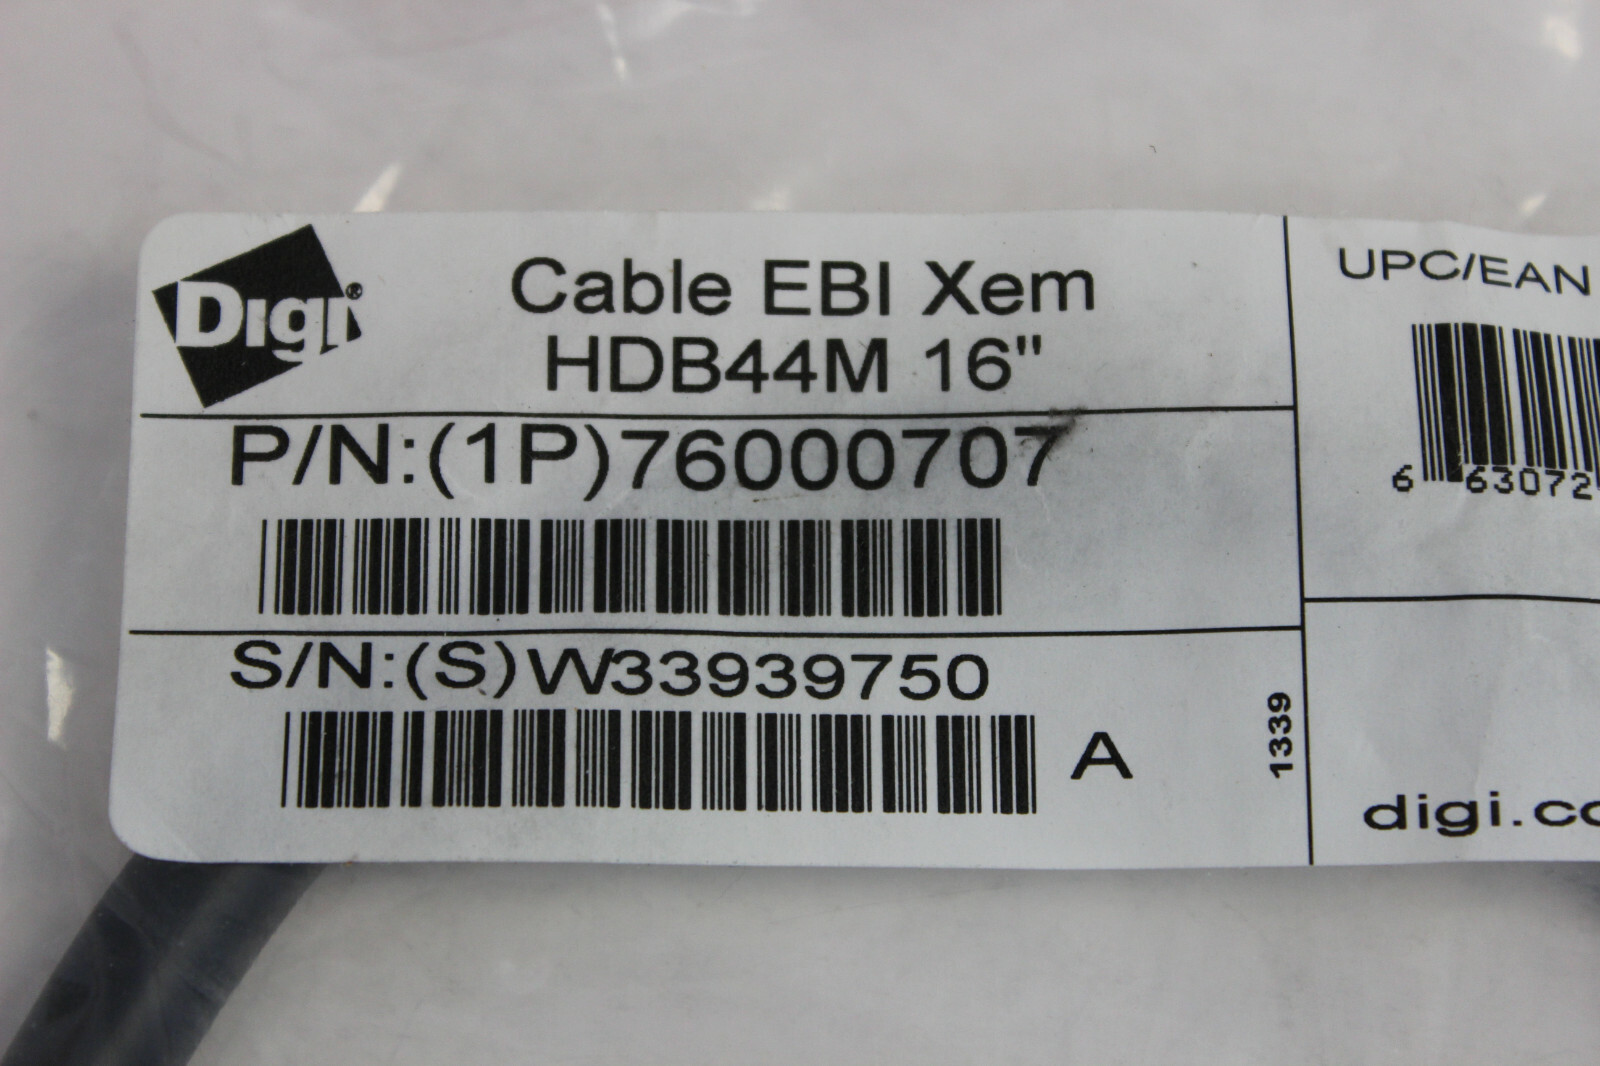 Digi®
Cable EBI Xem
HDB44M 16"
P/N:(1P)76000707
S/N:(S)W33939750
A
1339
UPC/EAN
6 63072
digi.co